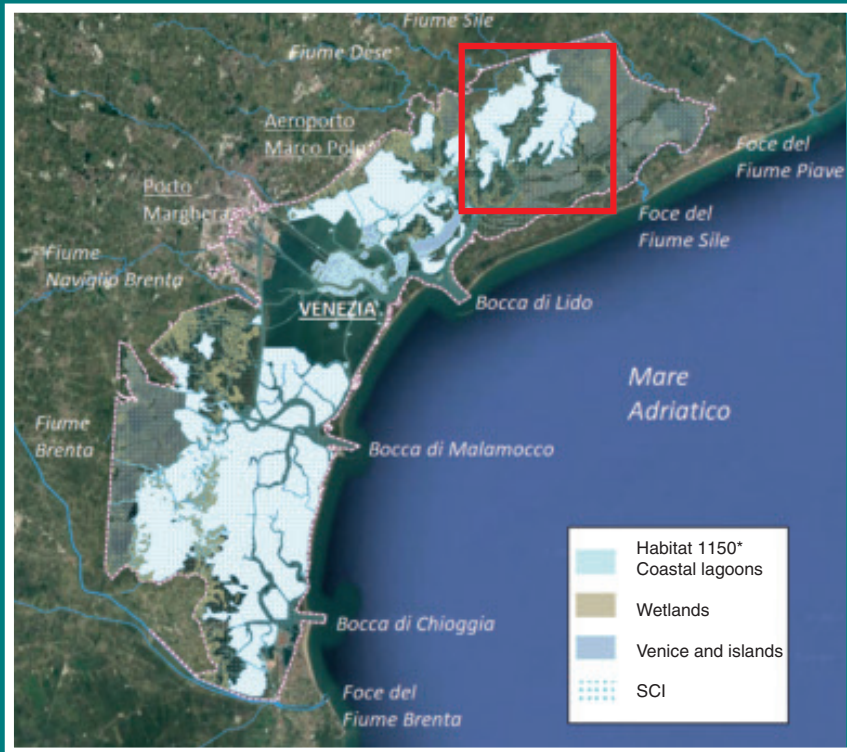 Fiume Sile
Fiume Dese
Aeroporto
Marco Polo
Porto
Marghera
Foce del
Fiume Piave
Foce del
Fiume Sile
Fiume
Naviglio Brenta
VENEZIA
Bocca di Lido
Mare
Adriatico
Fiume
Brenta
Bocca di Malamocco
Bocca di Chioggia
Foce del
Fiume Brenta
Habitat 1150*
Coastal lagoons
Wetlands
Venice and islands
SCI